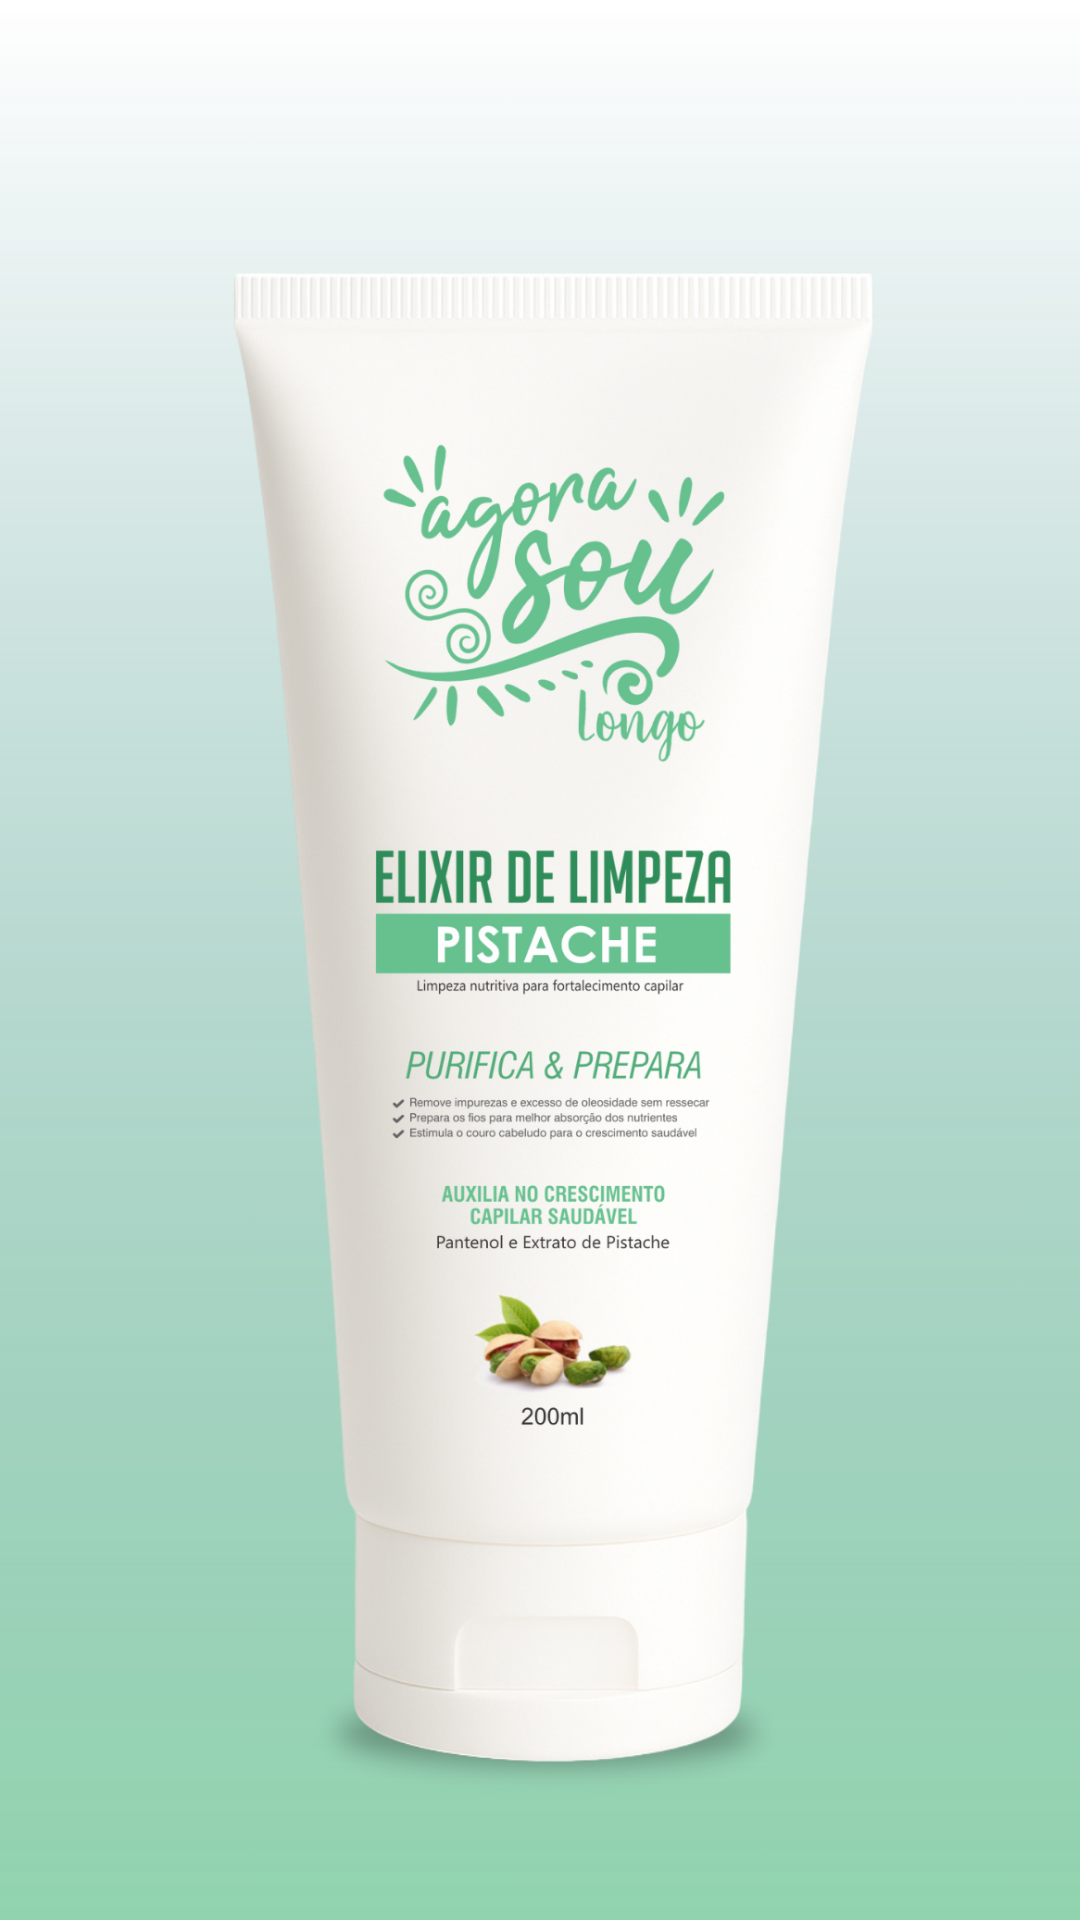 agora
sou
Longo
ELIXIR DE LIMPEZA
PISTACHE
Limpeza nutritiva para fortalecimento capilar
PURIFICA & PREPARA
Remove impurezas e excesso de oleosidade sem ressecar
Prepara os fios para melhor absorção dos nutrientes
Estimula o couro cabeludo para o crescimento saudável
AUXILIA NO CRESCIMENTO
CAPILAR SAUDÁVEL
Pantenol e Extrato de Pistache
200ml